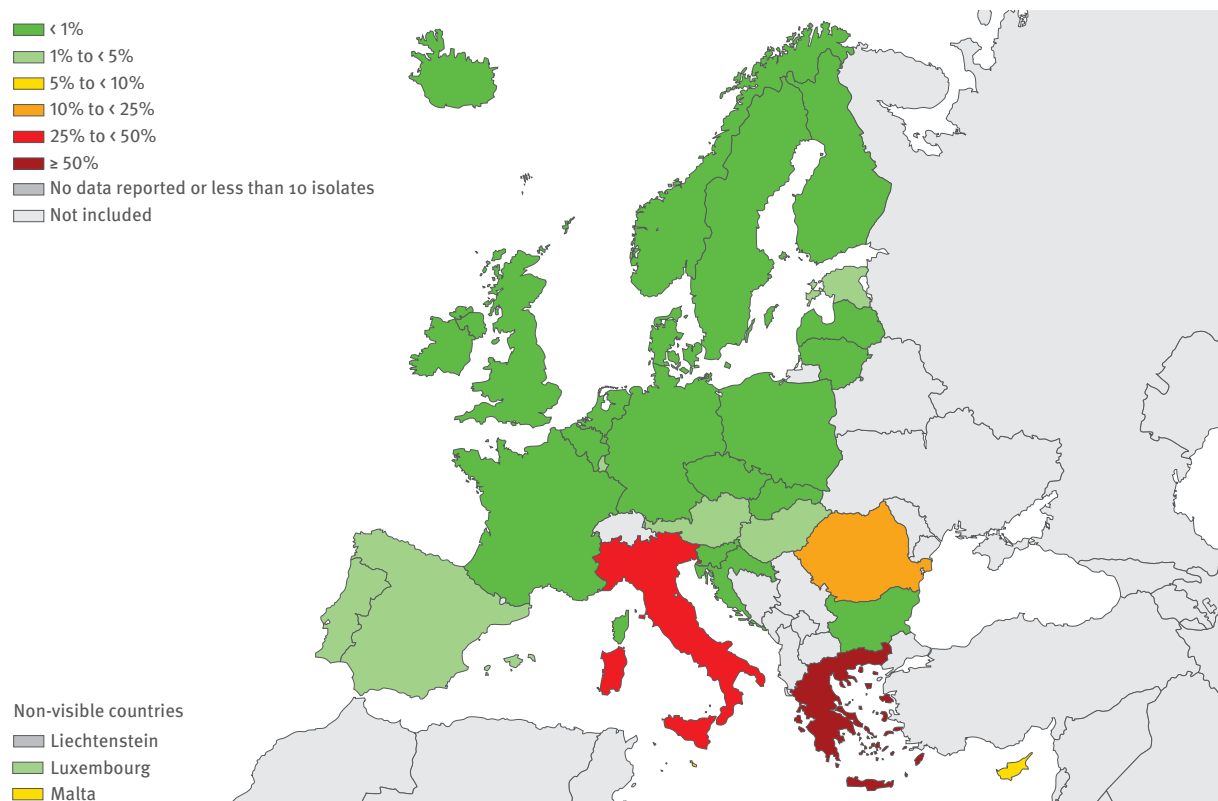 < 1%
1% to < 5%
5% to < 10%
10% to < 25%
25% to < 50%
≥ 50%
No data reported or less than 10 isolates
Not included
Non-visible countries
Liechtenstein
Luxembourg
Malta